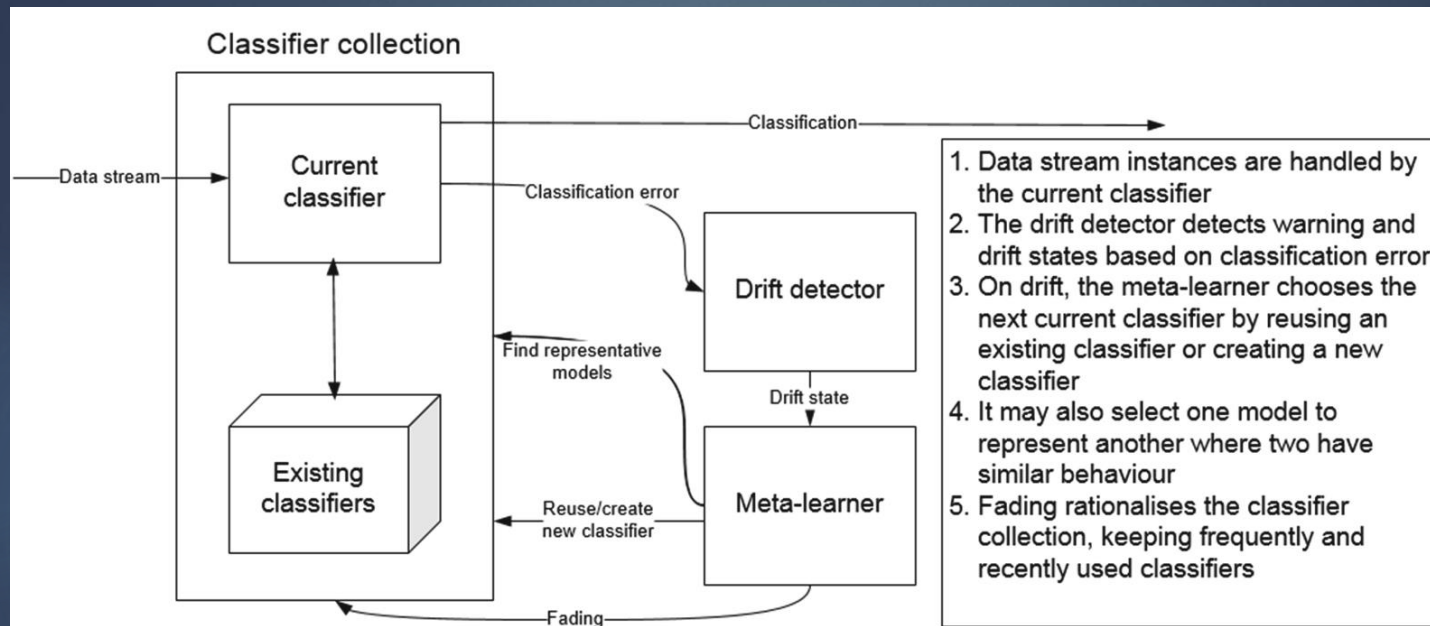 Classifier collection
Data stream
Current
classifier
Classification
Classification error
Drift detector
Drift state
Find representative
models
Existing
classifiers
Reuse/create
new classifier
Meta-learner
Fading
1. Data stream instances are handled by
the current classifier
2. The drift detector detects warning and
drift states based on classification error
3. On drift, the meta-learner chooses the
next current classifier by reusing an
existing classifier or creating a new
classifier
4. It may also select one model to
represent another where two have
similar behaviour
5. Fading rationalises the classifier
collection, keeping frequently and
recently used classifiers